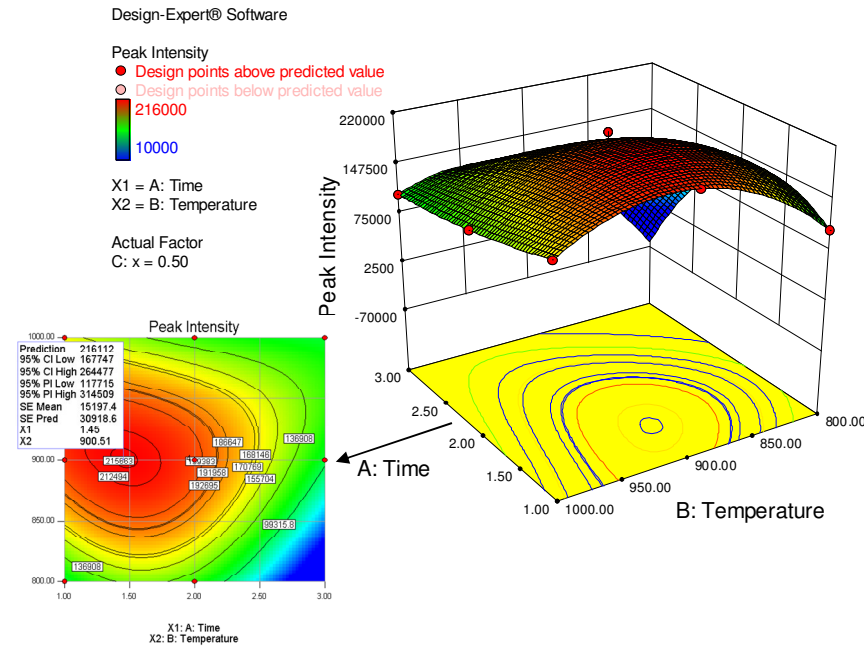 Design-Expert® Software
Peak Intensity
Design points above predicted value
Design points below predicted value
216000
10000
X1 = A: Time
X2 = B: Temperature
Actual Factor
C: x = 0.50
220000
147500
75000
2500
-70000
Peak Intensity
3.00
2.50
2.00
1.50
1.00
A: Time
1000.00
950.00
900.00
850.00
800.00
B: Temperature
Peak Intensity
1000.00
900.00
850.00
800.00
Prediction 216112
95% CI Low 167747
95% CI High 264477
95% PI Low 117715
95% PI High 314509
SE Mean 15197.4
SE Pred 30918.6
X1 1.45
X2 900.51
186647
136908
168146
215663
170769
191958
212494
155704
192695
99315.8
136908
1.00
1.50
2.00
2.50
3.00
X1: A: Time
X2: B: Temperature